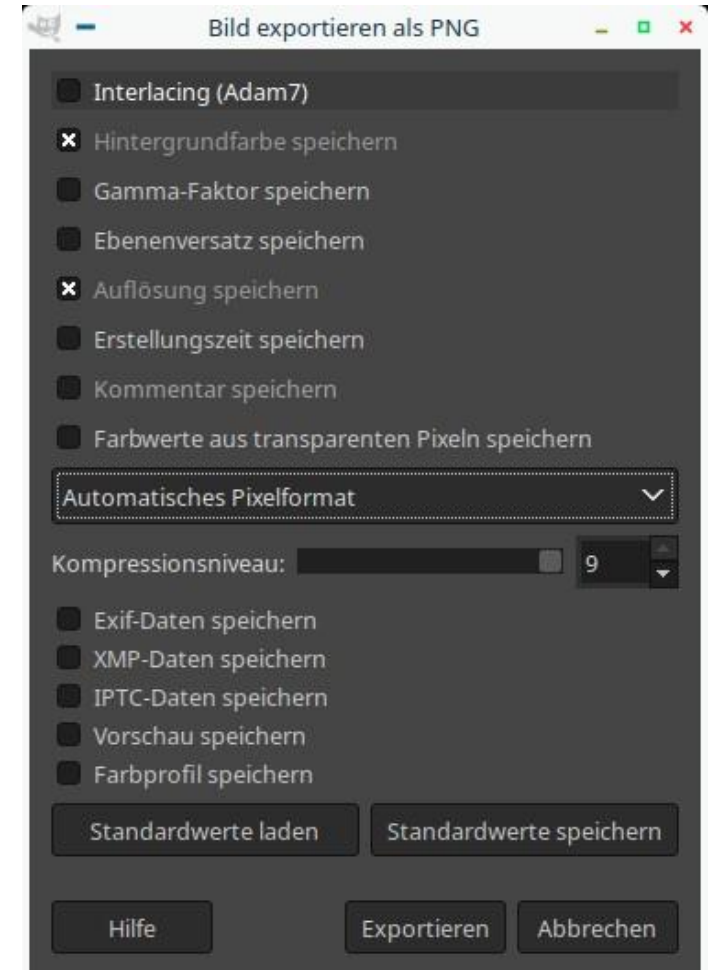 Bild exportieren als PNG
Interlacing (Adam7)
Hintergrundfarbe speichern
Gamma-Faktor speichern
Ebenenversatz speichern
Auflösung speichern
Erstellungszeit speichern
Kommentar speichern
Farbwerte aus transparenten Pixeln speichern
Automatisches Pixelformat
Kompressionsniveau: 9
Exif-Daten speichern
XMP-Daten speichern
IPTC-Daten speichern
Vorschau speichern
Farbprofil speichern
Standardwerte laden Standardwerte speichern
Hilfe Exportieren Abbrechen